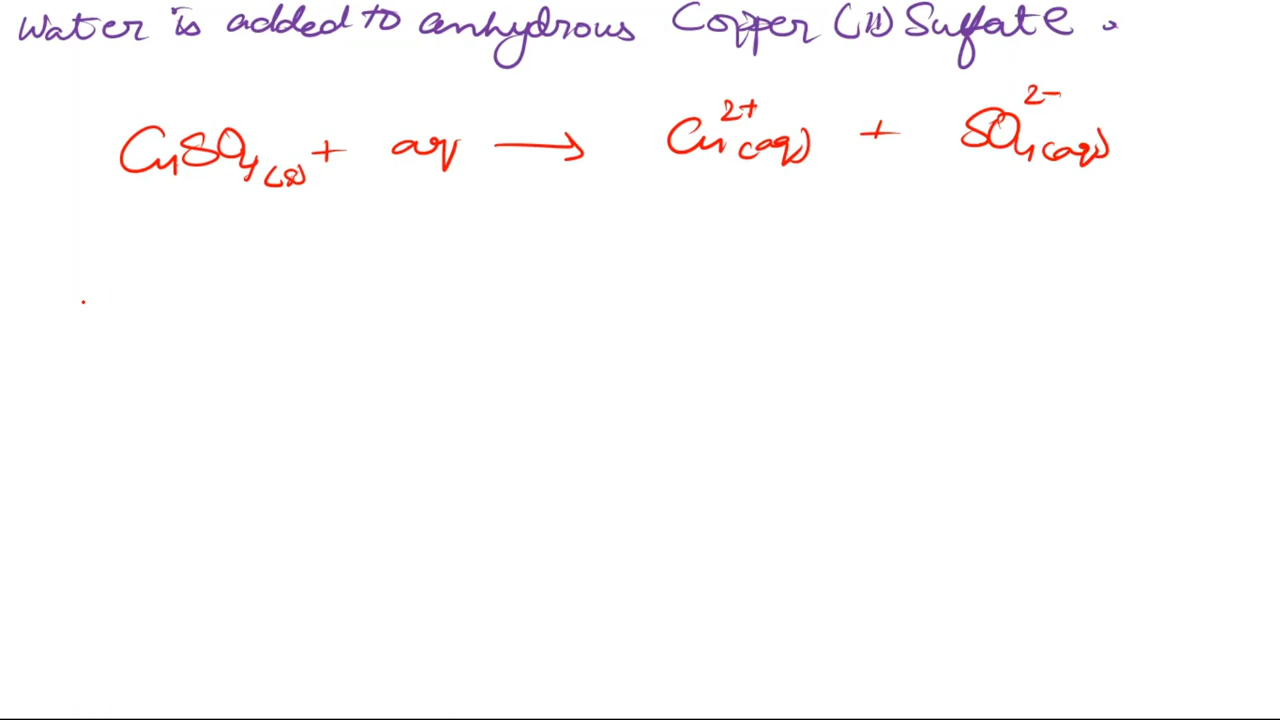 Water is added to anhydrous Copper (II) Sulfate.
CuSO₄(s) + aq → Cu²⁺(aq) + SO₄²⁻(aq)